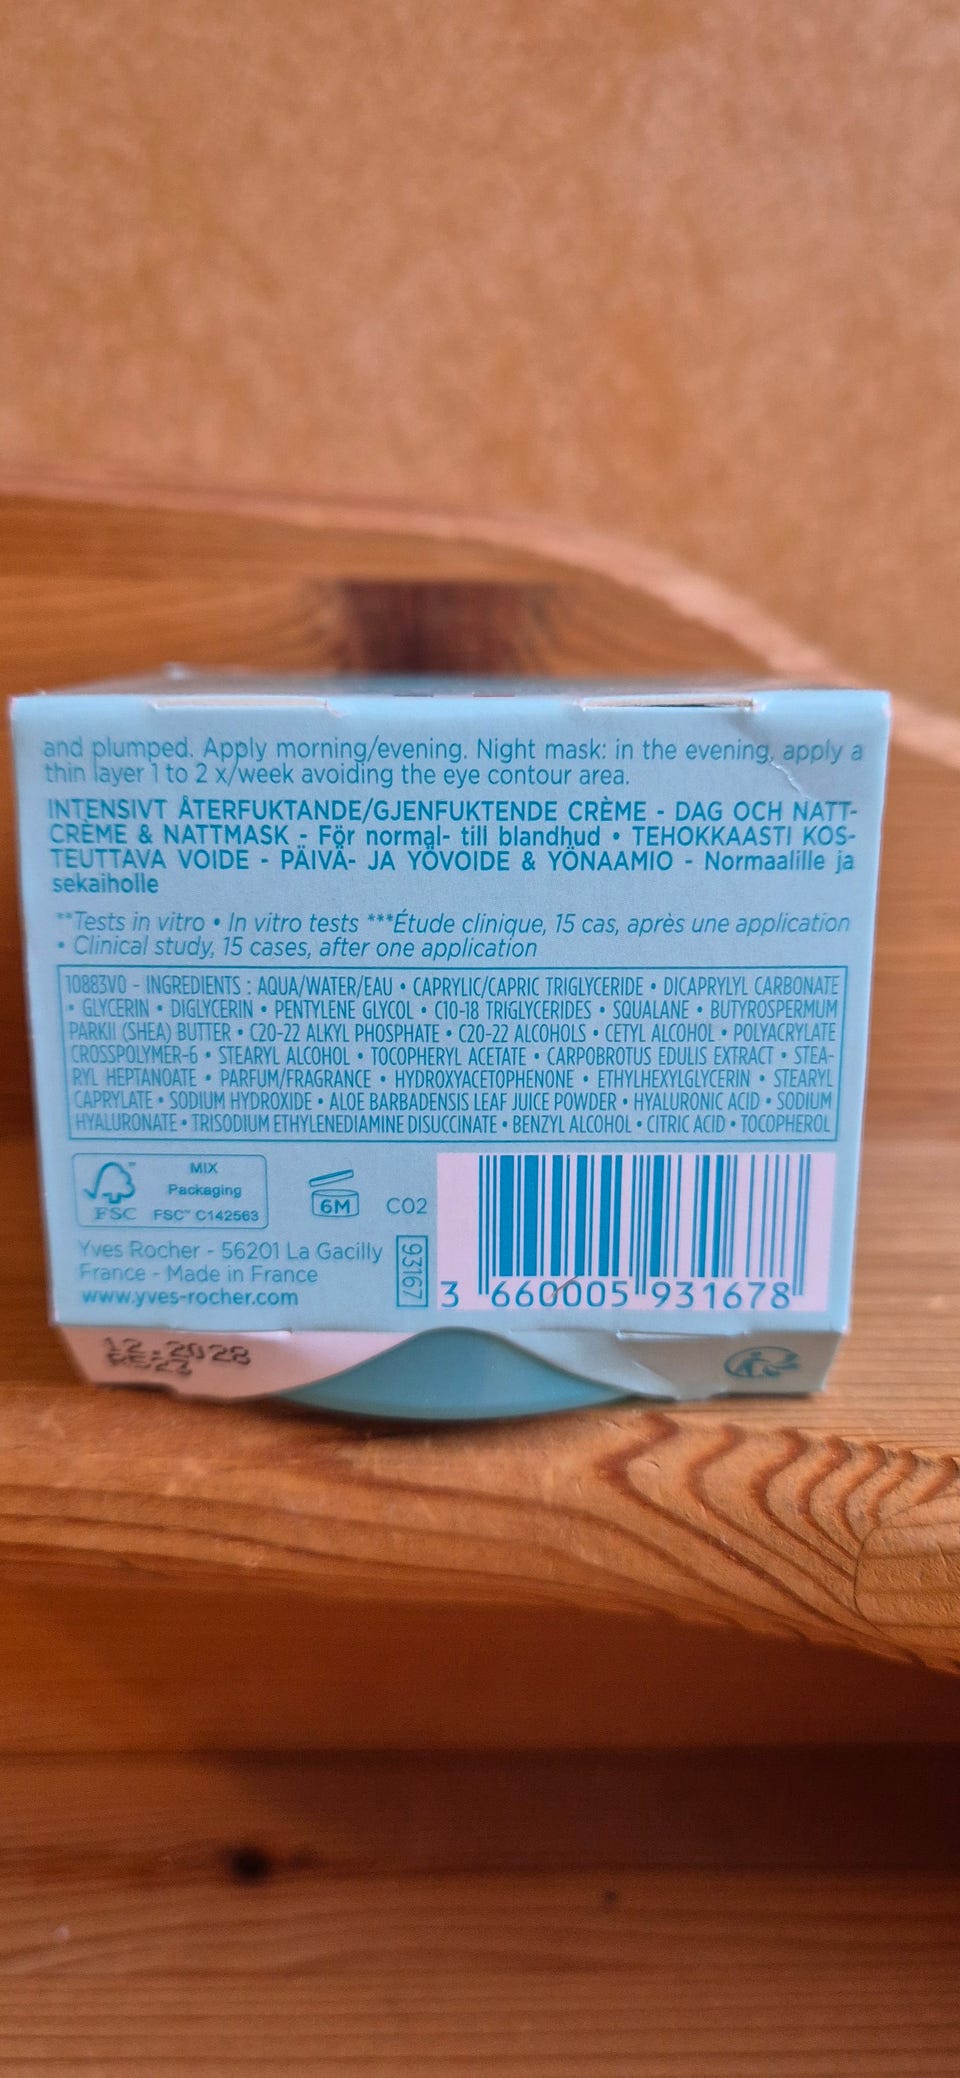 and plumped. Apply morning/evening. Night mask: in the evening, apply a
thin layer 1 to 2 x/week avoiding the eye contour area.
INTENSIVT ÅTERFUKTANDE/GJENFUKTENDE CRÈME - DAG OCH NATT-
CRÈME & NATTMASK - För normal- till blandhud • TEHOKKAASTI KOS-
TEUTTAVA VOIDE - PÄIVÄ- JA YÖVOIDE & YÖNAAMIO - Normaalille ja
sekaiholle
**Tests in vitro • In vitro tests ***Étude clinique, 15 cas, après une application
• Clinical study, 15 cases, after one application
10883V0 - INGREDIENTS : AQUA/WATER/EAU • CAPRYLIC/CAPRIC TRIGLYCERIDE • DICAPRYLYL CARBONATE
• GLYCERIN • DIGLYCERIN • PENTYLENE GLYCOL • C10-18 TRIGLYCERIDES • SQUALANE • BUTYROSPERMUM
PARKII (SHEA) BUTTER • C20-22 ALKYL PHOSPHATE • C20-22 ALCOHOLS • CETYL ALCOHOL • POLYACRYLATE
CROSSPOLYMER-6 • STEARYL ALCOHOL • TOCOPHERYL ACETATE • CARPOBROTUS EDULIS EXTRACT • STEA-
RYL HEPTANOATE • PARFUM/FRAGRANCE • HYDROXYACETOPHENONE • ETHYLHEXYLGLYCERIN • STEARYL
CAPRYLATE • SODIUM HYDROXIDE • ALOE BARBADENSIS LEAF JUICE POWDER • HYALURONIC ACID • SODIUM
HYALURONATE • TRISODIUM ETHYLENEDIAMINE DISUCCINATE • BENZYL ALCOHOL • CITRIC ACID • TOCOPHEROL
MIX
Packaging
FSC™ C142563
FSC
6M
C02
Yves Rocher - 56201 La Gacilly
France - Made in France
www.yves-rocher.com
93167
3 660005 931678
12.2028